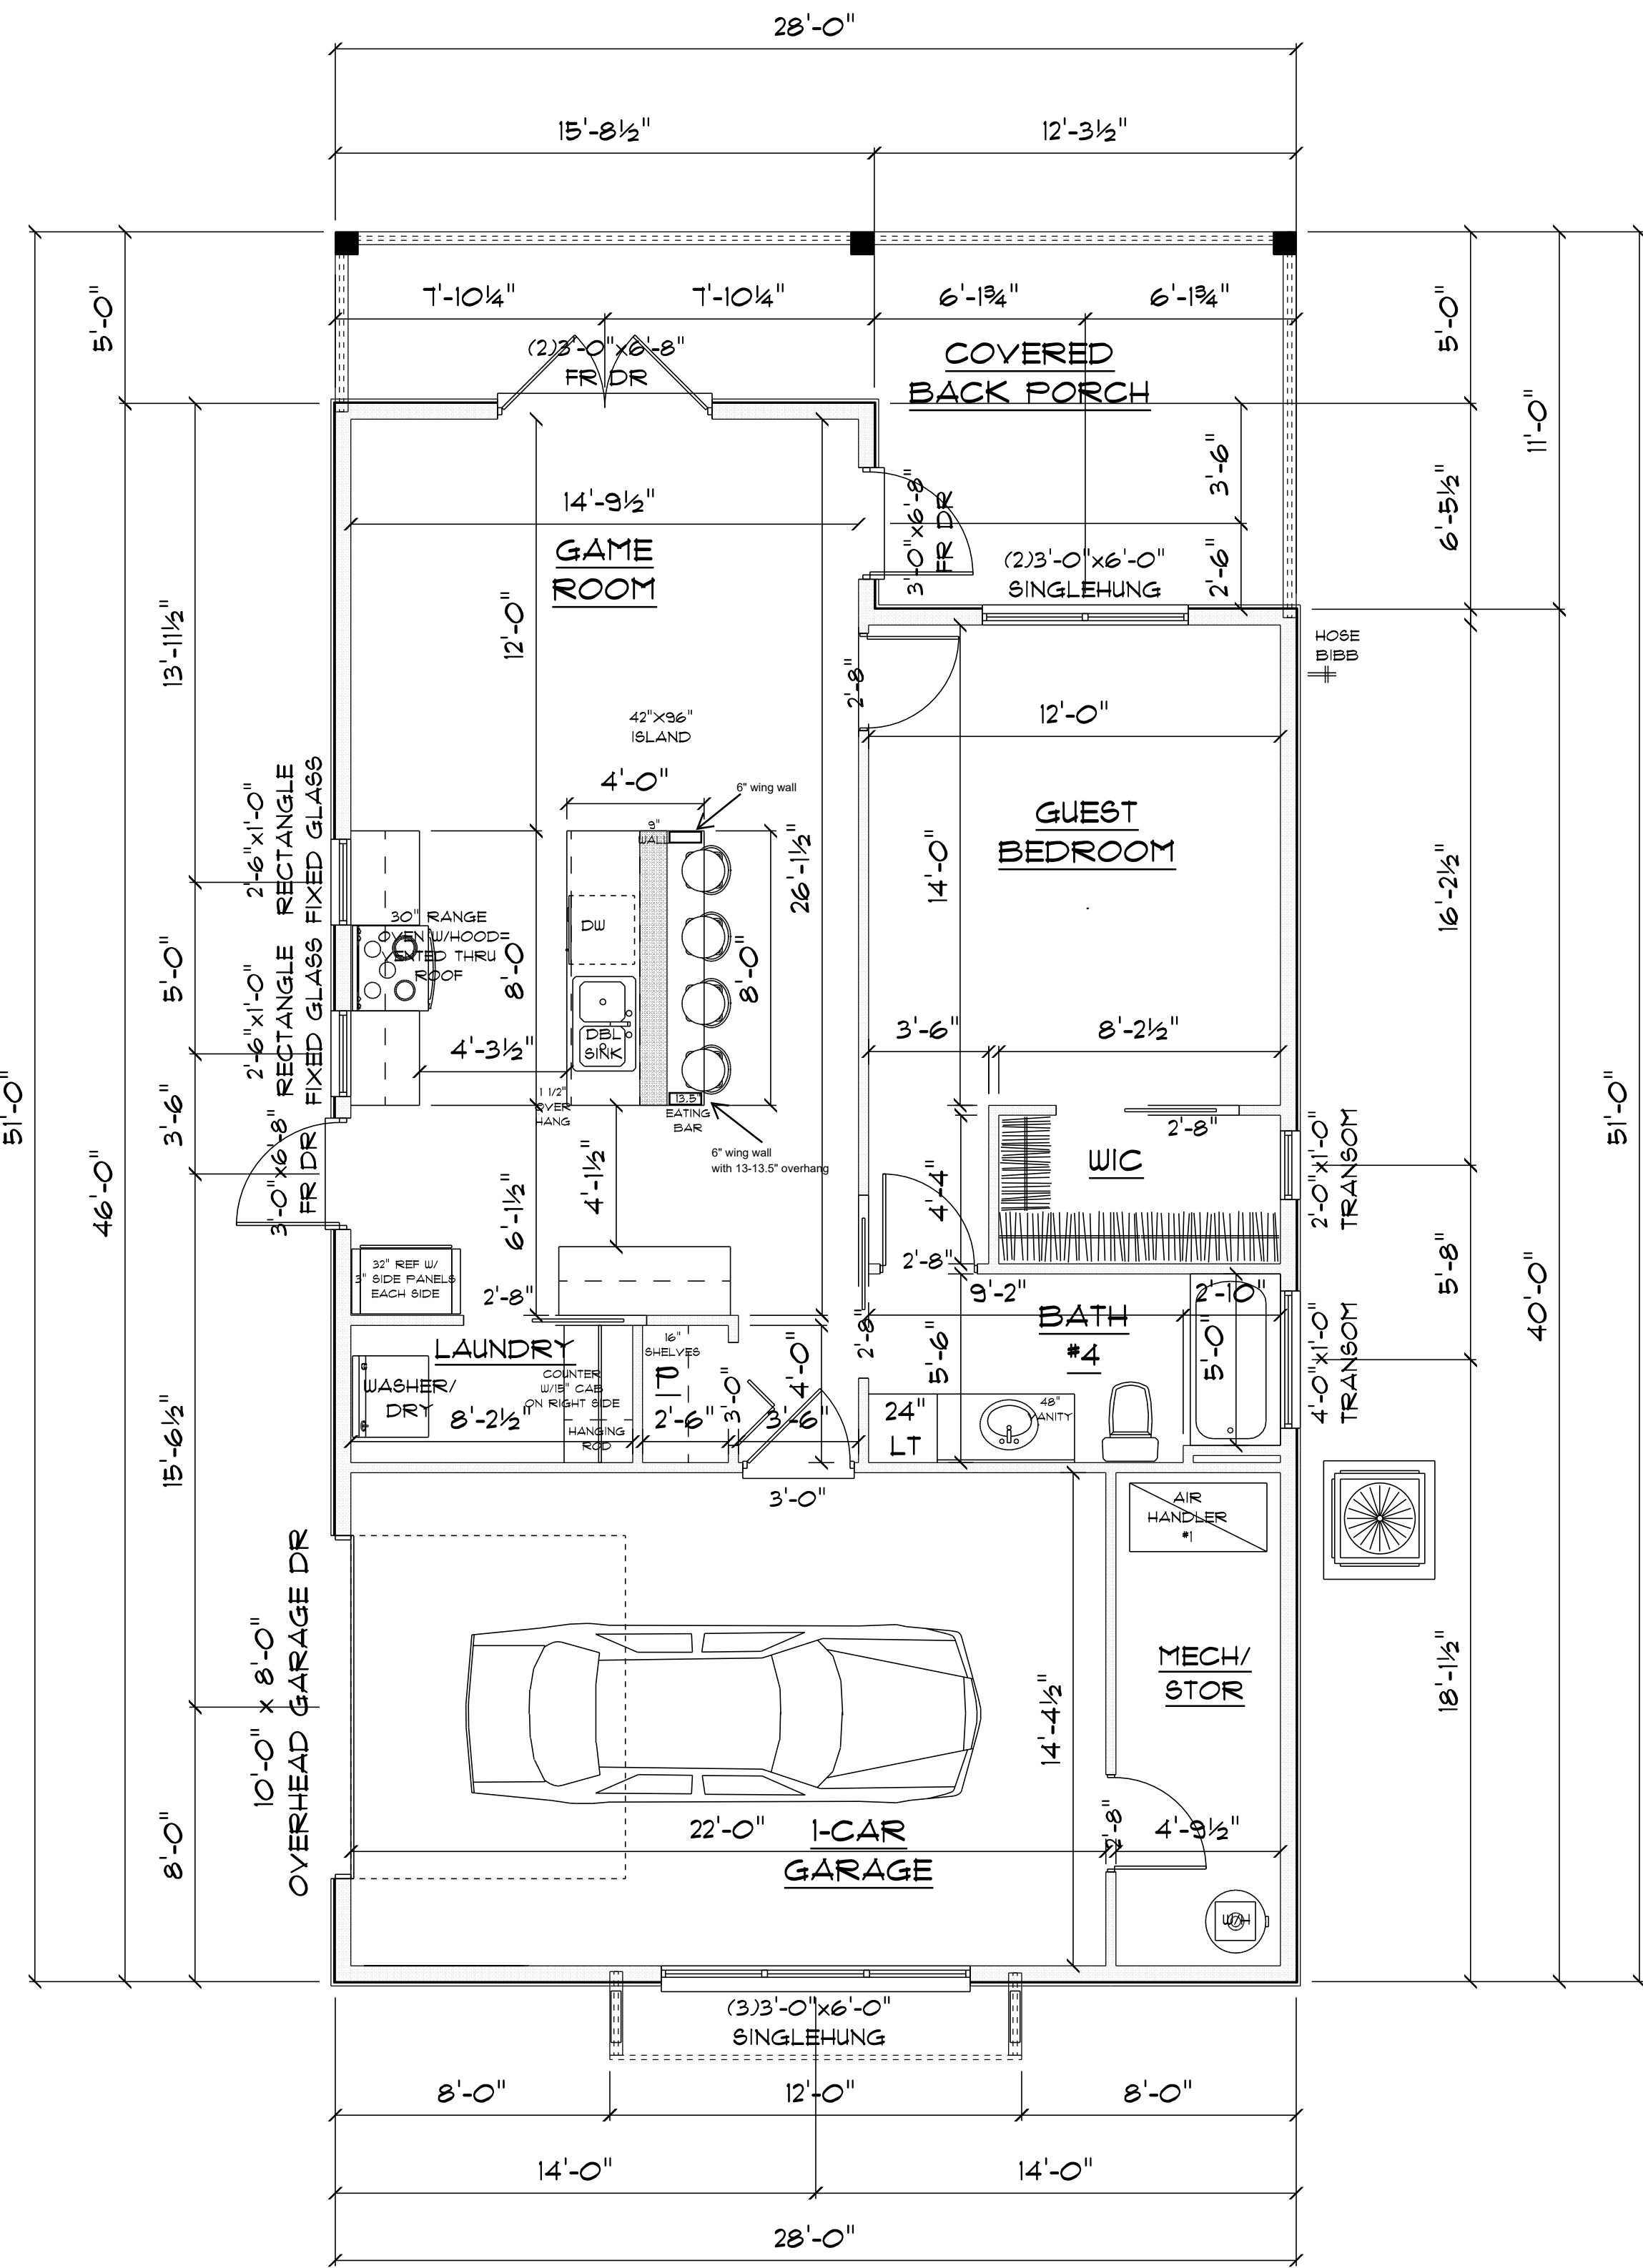 28'-0"
15'-8½"
12'-3½"
7'-10¼"
7'-10¼"
6'-1¾"
6'-1¾"
5'-0"
5'-0"
(2)3'-0"x6'-8"
FR DR
COVERED
BACK PORCH
11'-0"
3'-6"
6'-5½"
14'-9½"
3'-0"x6'-8"
FR DR
GAME
ROOM
(2)3'-0"x6'-0"
SINGLEHUNG
2'-6"
13'-11½"
12'-0"
HOSE
BIBB
2'-8"
42"X96"
ISLAND
12'-0"
4'-0"
6" wing wall
9"
WALL
2'-6"x1'-0"
RECTANGLE
FIXED GLASS
26'-1½"
GUEST
BEDROOM
14'-0"
16'-2½"
30" RANGE
OVEN W/HOOD
VENTED THRU
ROOF
DW
5'-0"
8'-0"
8'-0"
2'-6"x1'-0"
RECTANGLE
FIXED GLASS
DBL
SINK
4'-3½"
3'-6"
8'-2½"
51'-0"
51'-0"
1 1/2"
OVER
HANG
13.5"
EATING
BAR
3'-6"
3'-0"x6'-8"
FR DR
6" wing wall
with 13-13.5" overhang
2'-8"
WIC
2'-0"x1'-0"
TRANSOM
46'-0"
6'-1½"
4'-1½"
4'-4"
2'-8"
5'-8"
40'-0"
32" REF W/
3" SIDE PANELS
EACH SIDE
2'-8"
9'-2"
2'-10"
BATH
#4
2'-8"
5'-6"
5'-0"
4'-0"x1'-0"
TRANSOM
LAUNDRY
16"
SHELVES
P
4'-0"
COUNTER
W/15" CAB
ON RIGHT SIDE
WASHER/
DRY
8'-2½"
HANGING
ROD
2'-6"
3'-0"
3'-6"
24"
LT
48"
VANITY
15'-6½"
3'-0"
AIR
HANDLER
#1
10'-0" x 8'-0"
OVERHEAD GARAGE DR
MECH/
STOR
14'-4½"
18'-1½"
22'-0"
1-CAR
GARAGE
2'-8"
4'-9½"
8'-0"
W/H
(3)3'-0"x6'-0"
SINGLEHUNG
8'-0"
12'-0"
8'-0"
14'-0"
14'-0"
28'-0"